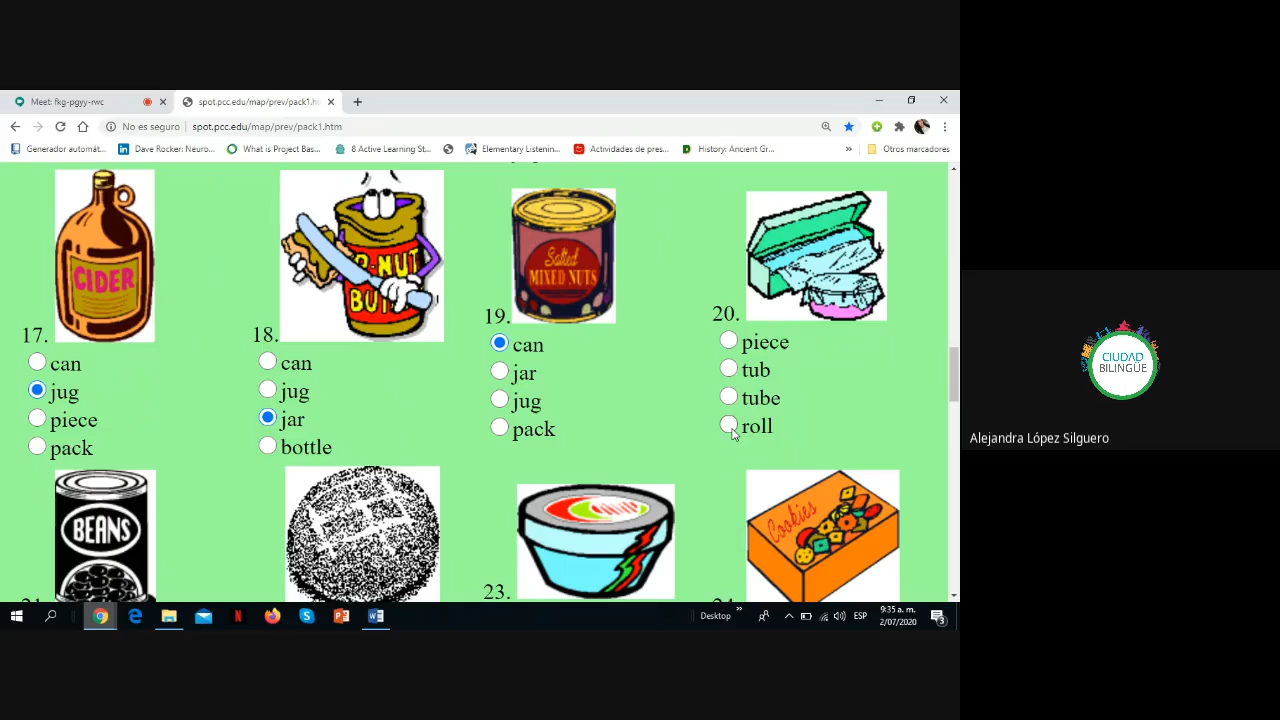 Meet: fkg-pgyy-rwc
spot.pcc.edu/map/prev/pack1.h
No es seguro
spot.pcc.edu/map/prev/pack1.htm
Generador automát...
Dave Rocker: Neuro...
What is Project Bas...
8 Active Learning St...
Elementary Listenin...
Actividades de pres...
History: Ancient Gr...
»
Otros marcadores
CIDER
BUT
Salted
MIXED NUTS
17.
can
jug
piece
pack
18.
can
jug
jar
bottle
19.
can
jar
jug
pack
20.
piece
tub
tube
roll
BEANS
23.
Cookies
CIUDAD
BILINGÜE
Alejandra López Silguero
Desktop
»
ESP
9:35 a. m.
2/07/2020
3